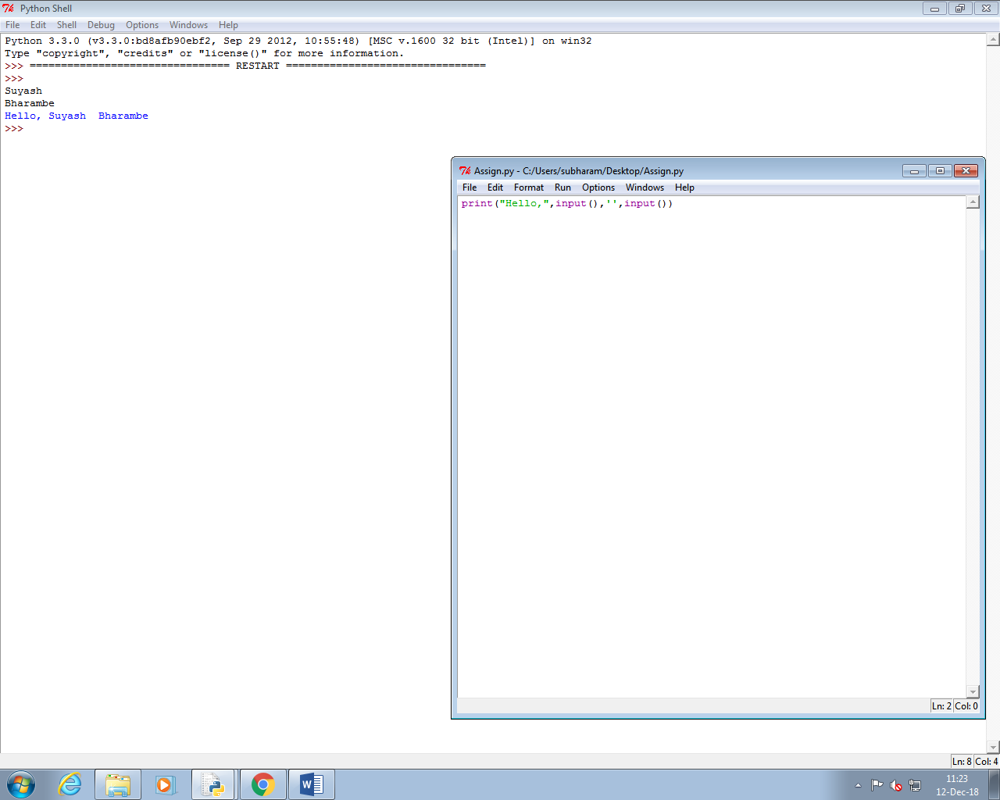 Python Shell
File Edit Shell Debug Options Windows Help
Python 3.3.0 (v3.3.0:bd8afb90ebf2, Sep 29 2012, 10:55:48) [MSC v.1600 32 bit (Intel)] on win32
Type "copyright", "credits" or "license()" for more information.
>>> ================================ RESTART ================================
>>>
Suyash
Bharambe
Hello, Suyash  Bharambe
>>>
Assign.py - C:/Users/subharam/Desktop/Assign.py
File Edit Format Run Options Windows Help
print("Hello,",input(),'',input())
Ln: 2 Col: 0
Ln: 8 Col: 4
11:23
12-Dec-18